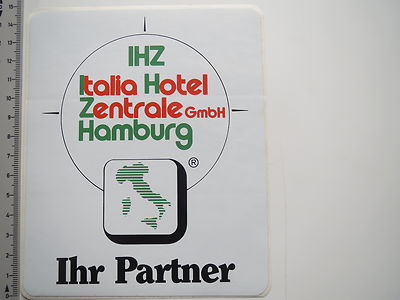 IHZ
Italia Hotel
Zentrale GmbH
Hamburg
®
Ihr Partner